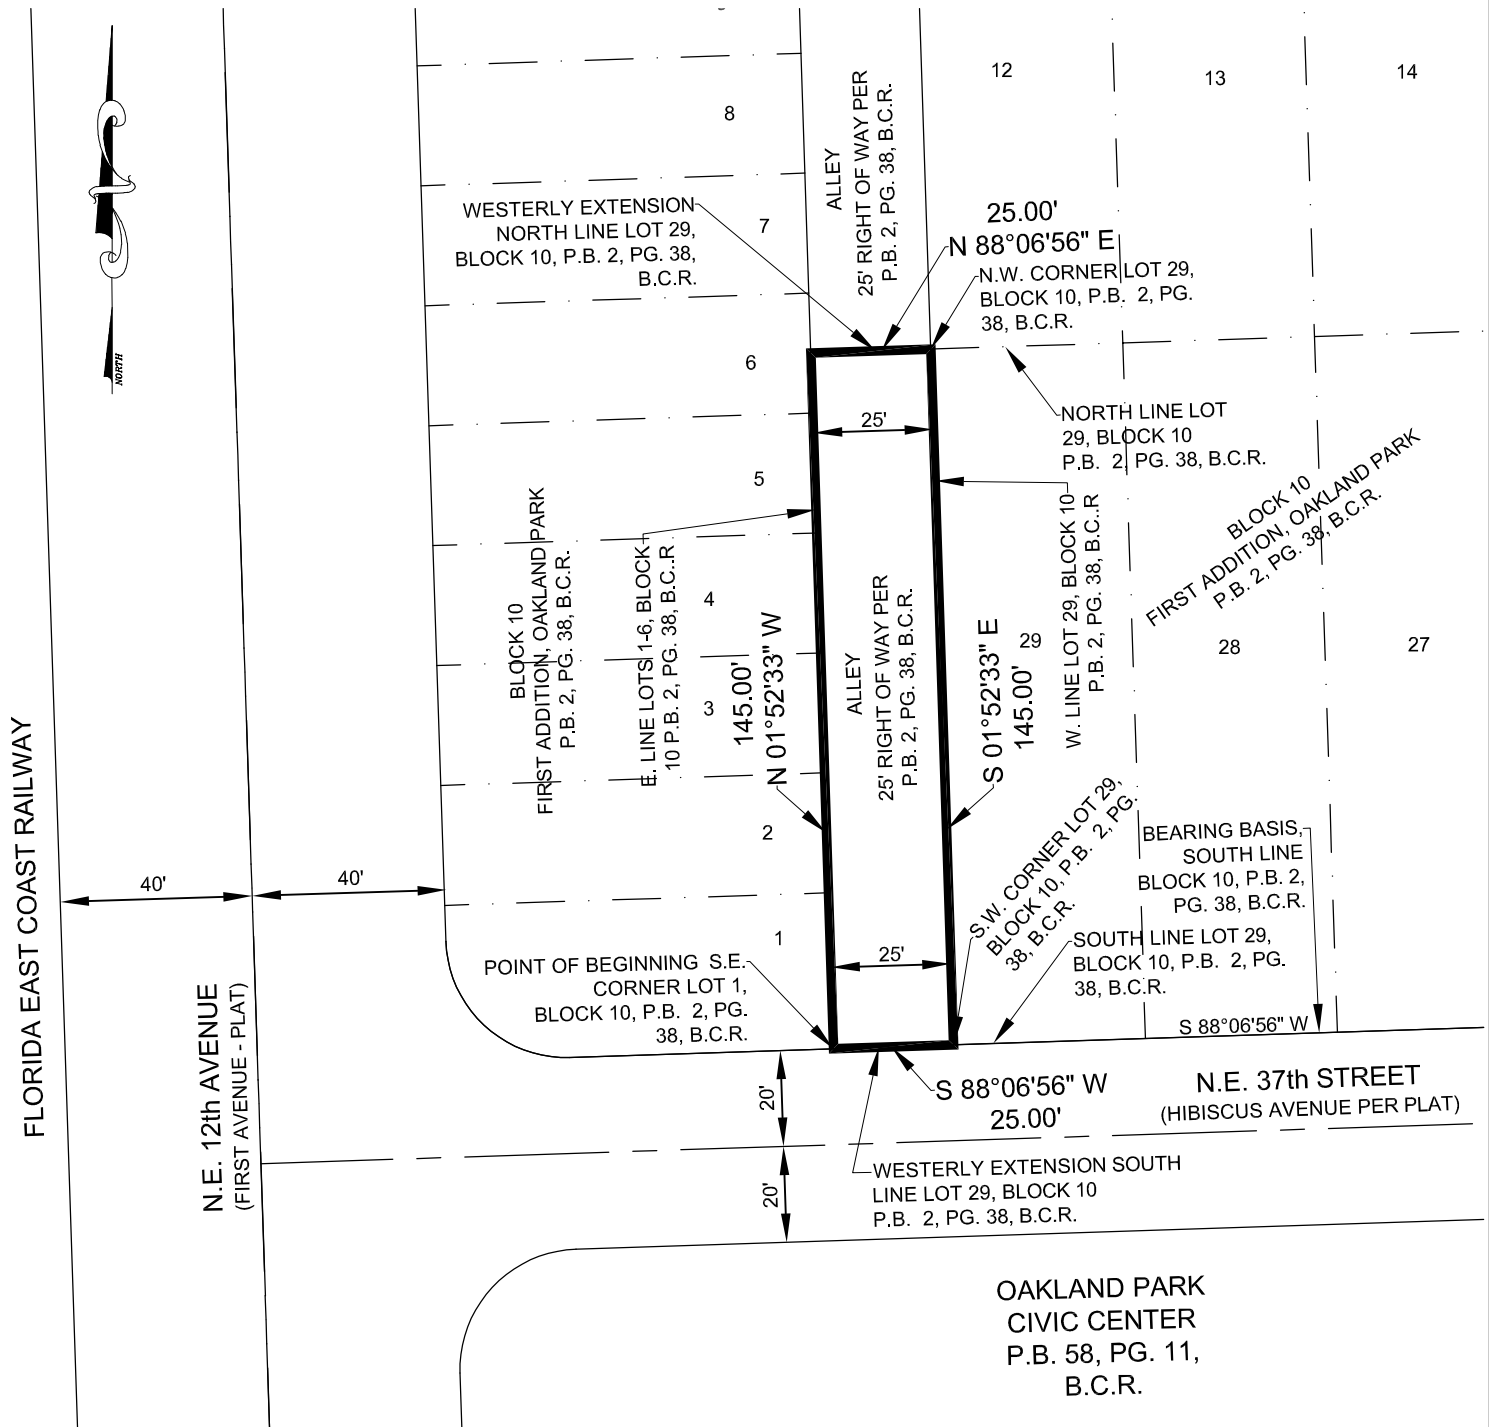 12
13
14
8
ALLEY
25' RIGHT OF WAY PER
P.B. 2, PG. 38, B.C.R.
WESTERLY EXTENSION
NORTH LINE LOT 29,
BLOCK 10, P.B. 2, PG. 38,
B.C.R.
7
25.00'
N 88°06'56" E
N.W. CORNER LOT 29,
BLOCK 10, P.B. 2, PG.
38, B.C.R.
NORTH
6
25'
NORTH LINE LOT
29, BLOCK 10
P.B. 2, PG. 38, B.C.R.
5
BLOCK 10
FIRST ADDITION, OAKLAND PARK
P.B. 2, PG. 38, B.C.R.
BLOCK 10
FIRST ADDITION, OAKLAND PARK
P.B. 2, PG. 38, B.C.R.
E. LINE LOTS 1-6, BLOCK
10 P.B. 2, PG. 38, B.C..R
4
3
145.00'
N 01°52'33" W
ALLEY
25' RIGHT OF WAY PER
P.B. 2, PG. 38, B.C.R.
S 01°52'33" E
145.00'
29
W. LINE LOT 29, BLOCK 10
P.B. 2, PG. 38, B.C..R
28
27
FLORIDA EAST COAST RAILWAY
2
40'
40'
S.W. CORNER LOT 29,
BLOCK 10, P.B. 2, PG.
38, B.C.R.
BEARING BASIS,
SOUTH LINE
BLOCK 10, P.B. 2,
PG. 38, B.C.R.
1
25'
SOUTH LINE LOT 29,
BLOCK 10, P.B. 2, PG.
38, B.C.R.
POINT OF BEGINNING S.E.
CORNER LOT 1,
BLOCK 10, P.B. 2, PG.
38, B.C.R.
S 88°06'56" W
N.E. 12th AVENUE
(FIRST AVENUE - PLAT)
20'
S 88°06'56" W
25.00'
N.E. 37th STREET
(HIBISCUS AVENUE PER PLAT)
20'
WESTERLY EXTENSION SOUTH
LINE LOT 29, BLOCK 10
P.B. 2, PG. 38, B.C.R.
OAKLAND PARK
CIVIC CENTER
P.B. 58, PG. 11,
B.C.R.